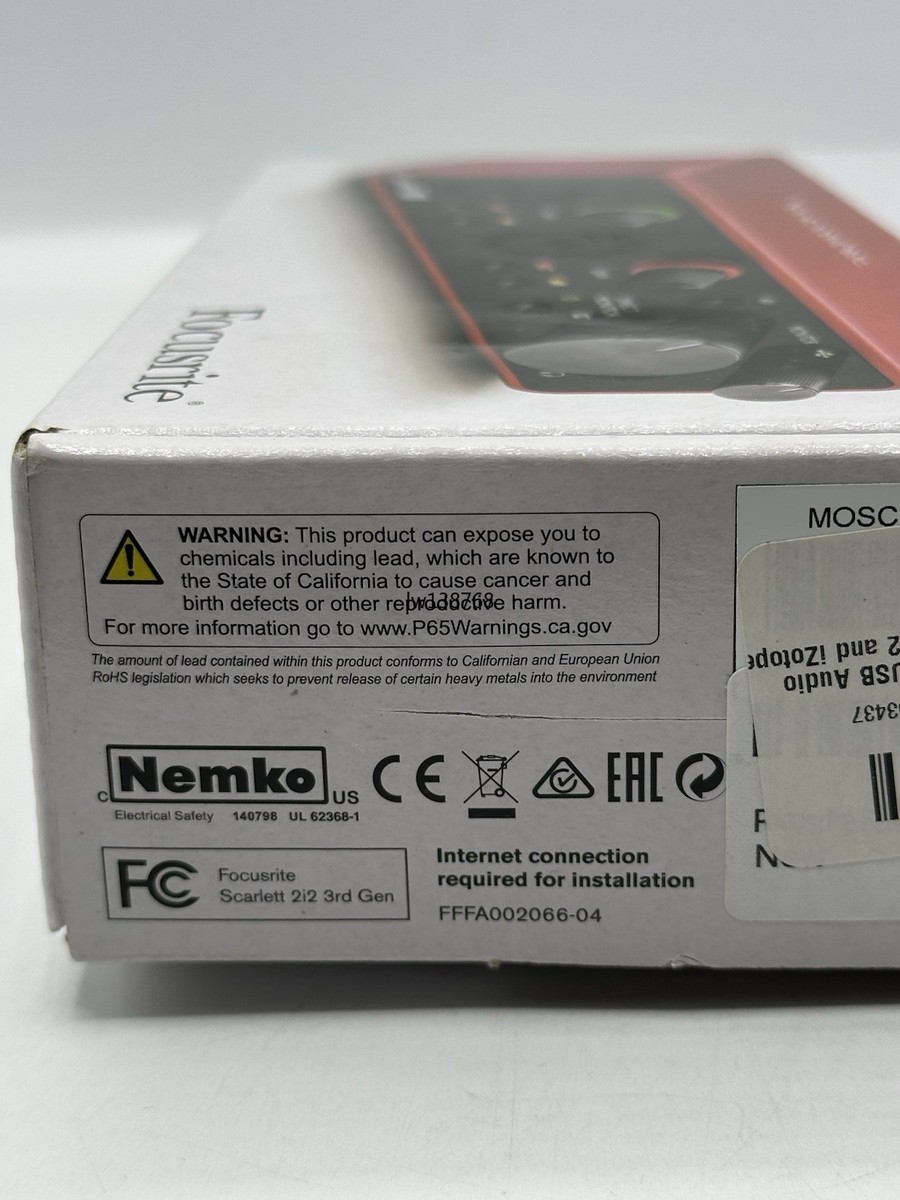 Focusrite
WARNING: This product can expose you to
chemicals including lead, which are known to
the State of California to cause cancer and
birth defects or other reproductive harm.
lw138768
For more information go to www.P65Warnings.ca.gov
The amount of lead contained within this product conforms to Californian and European Union
RoHS legislation which seeks to prevent release of certain heavy metals into the environment
c Nemko US
Electrical Safety 140798 UL 62368-1
CE
EAC
FC Focusrite
Scarlett 2i2 3rd Gen
Internet connection
required for installation
FFFA002066-04
MOSC
2 and iZotope
USB Audio
3437